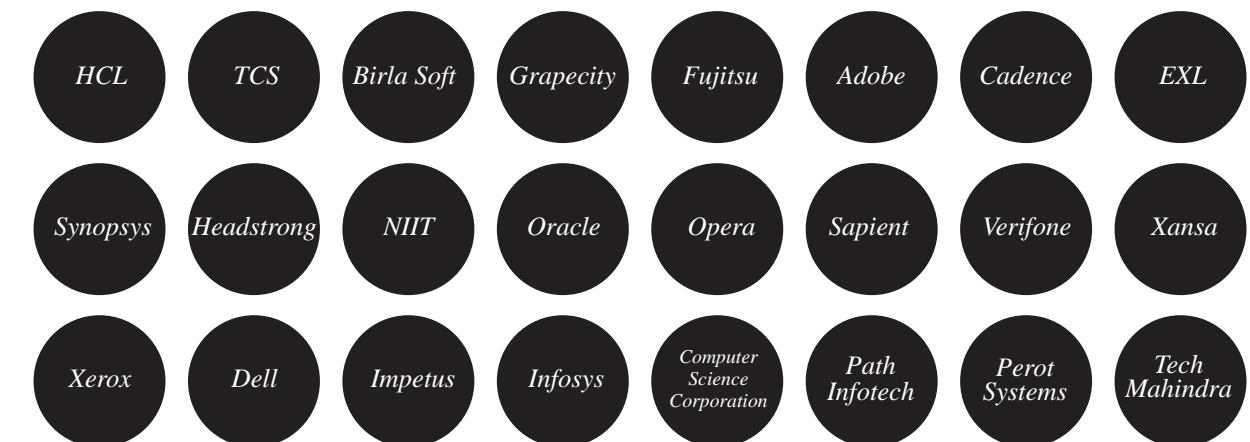 HCL
TCS
Birla Soft
Grapecity
Fujitsu
Adobe
Cadence
EXL
Synopsys
Headstrong
NIIT
Oracle
Opera
Sapient
Verifone
Xansa
Xerox
Dell
Impetus
Infosys
Computer
Science
Corporation
Path
Infotech
Perot
Systems
Tech
Mahindra